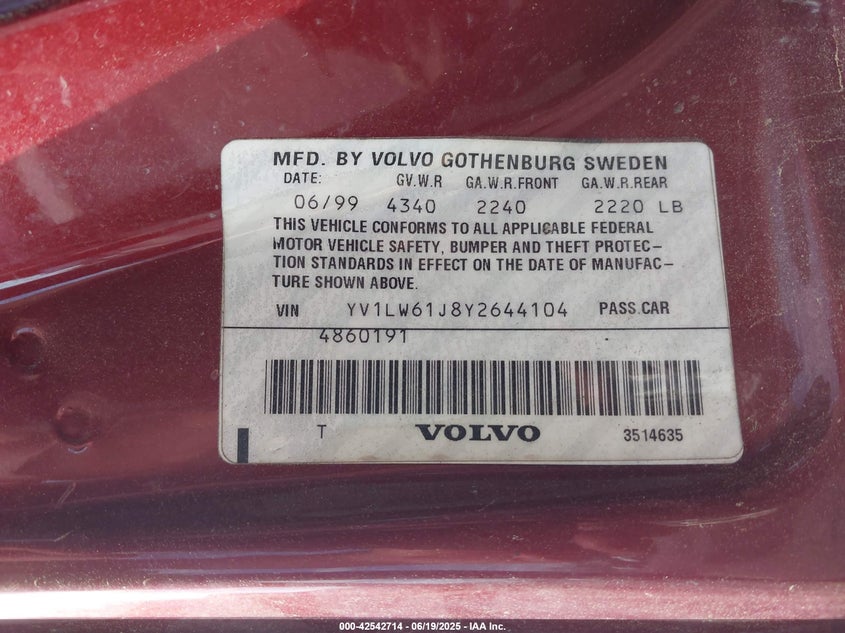 MFD. BY VOLVO GOTHENBURG SWEDEN
DATE: GV.W.R GA.W.R.FRONT GA.W.R.REAR
06/99 4340 2240 2220 LB
THIS VEHICLE CONFORMS TO ALL APPLICABLE FEDERAL
MOTOR VEHICLE SAFETY, BUMPER AND THEFT PROTEC–
TION STANDARDS IN EFFECT ON THE DATE OF MANUFAC–
TURE SHOWN ABOVE.
VIN YV1LW61J8Y2644104 PASS.CAR
4860191
T VOLVO 3514635
000-42542714 - 06/19/2025 - IAA Inc.